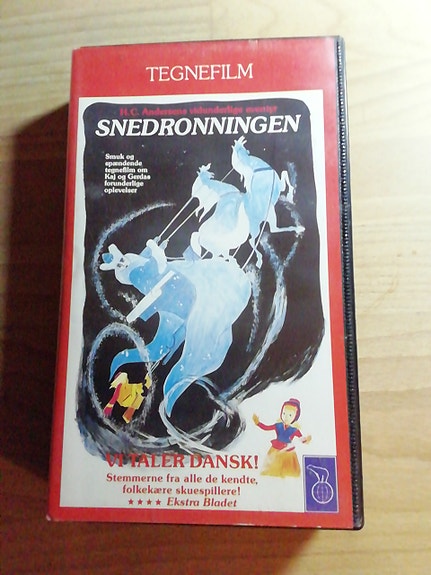 TEGNEFILM
H.C. Andersens vidunderlige eventyr
SNEDRONNINGEN
Smuk og
spændende
tegnefilm om
Kaj og Gerdas
forunderlige
oplevelser
VI TALER DANSK!
Stemmerne fra alle de kendte,
folkekære skuespillere!
★★★★ Ekstra Bladet